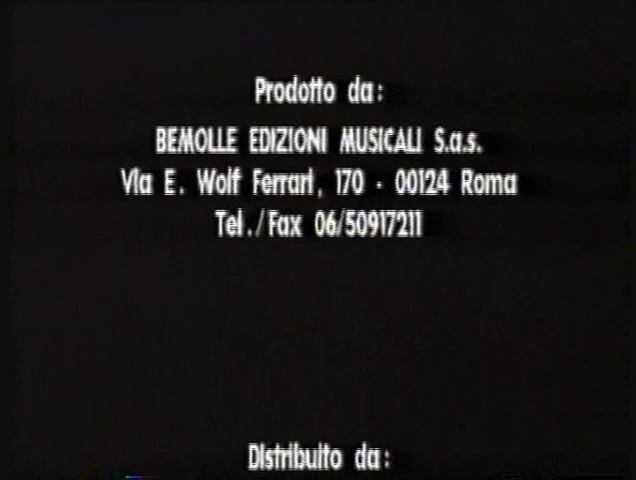 Prodotto da:
BEMOLLE EDIZIONI MUSICALI S.a.s.
Via E. Wolf Ferrari, 170 - 00124 Roma
Tel./Fax 06/50917211
Distribuito da: